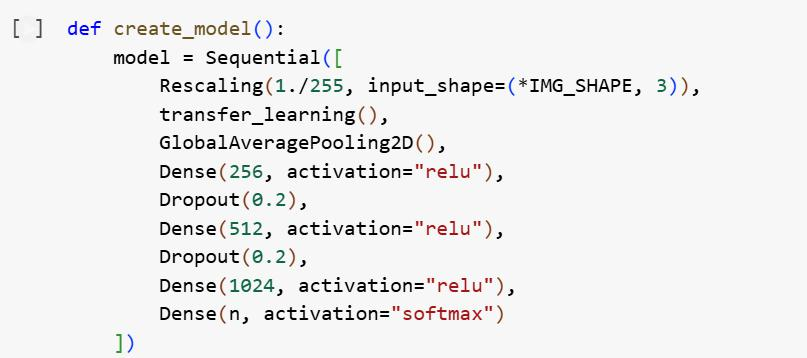 [ ] def create_model():
    model = Sequential([
        Rescaling(1./255, input_shape=(*IMG_SHAPE, 3)),
        transfer_learning(),
        GlobalAveragePooling2D(),
        Dense(256, activation="relu"),
        Dropout(0.2),
        Dense(512, activation="relu"),
        Dropout(0.2),
        Dense(1024, activation="relu"),
        Dense(n, activation="softmax")
    ])